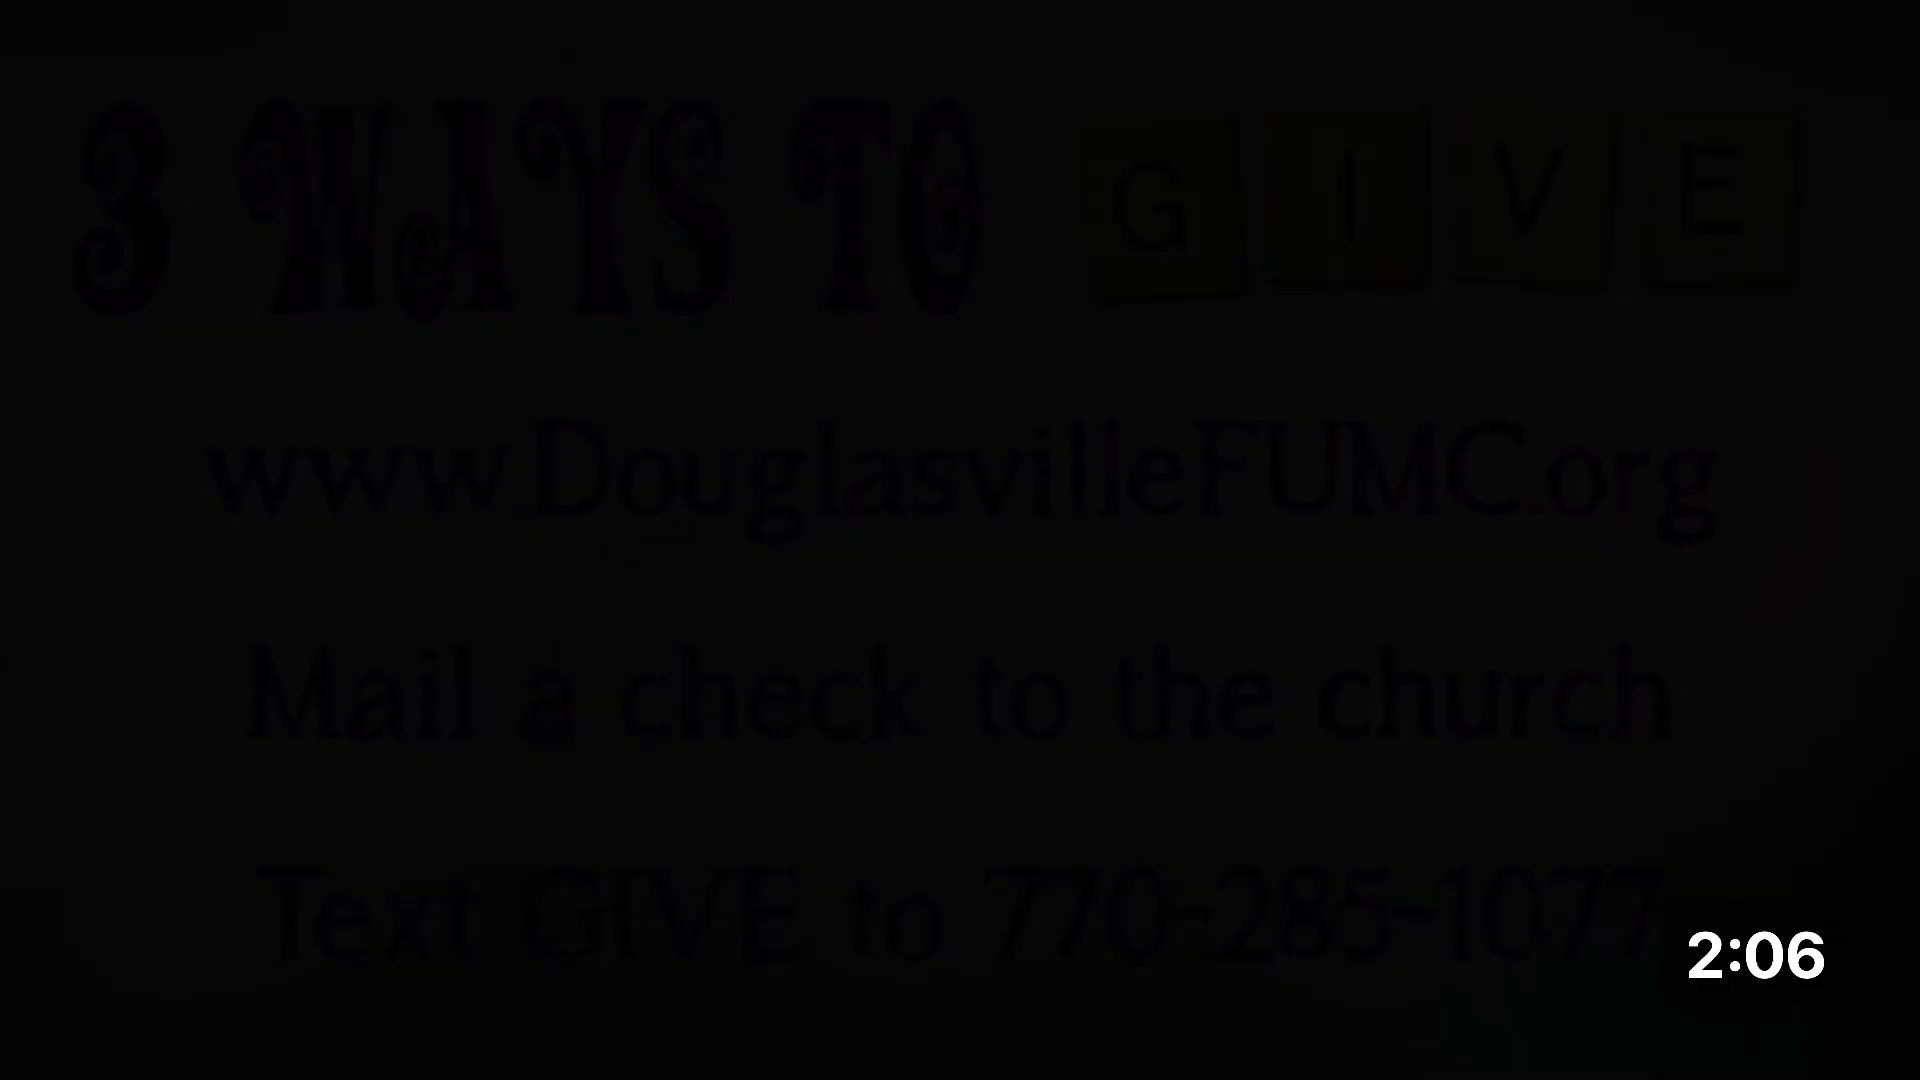 3 WAYS TO GIVE
www.DouglasvilleFUMC.org
Mail a check to the church
Text GIVE to 770-285-1077
2:06